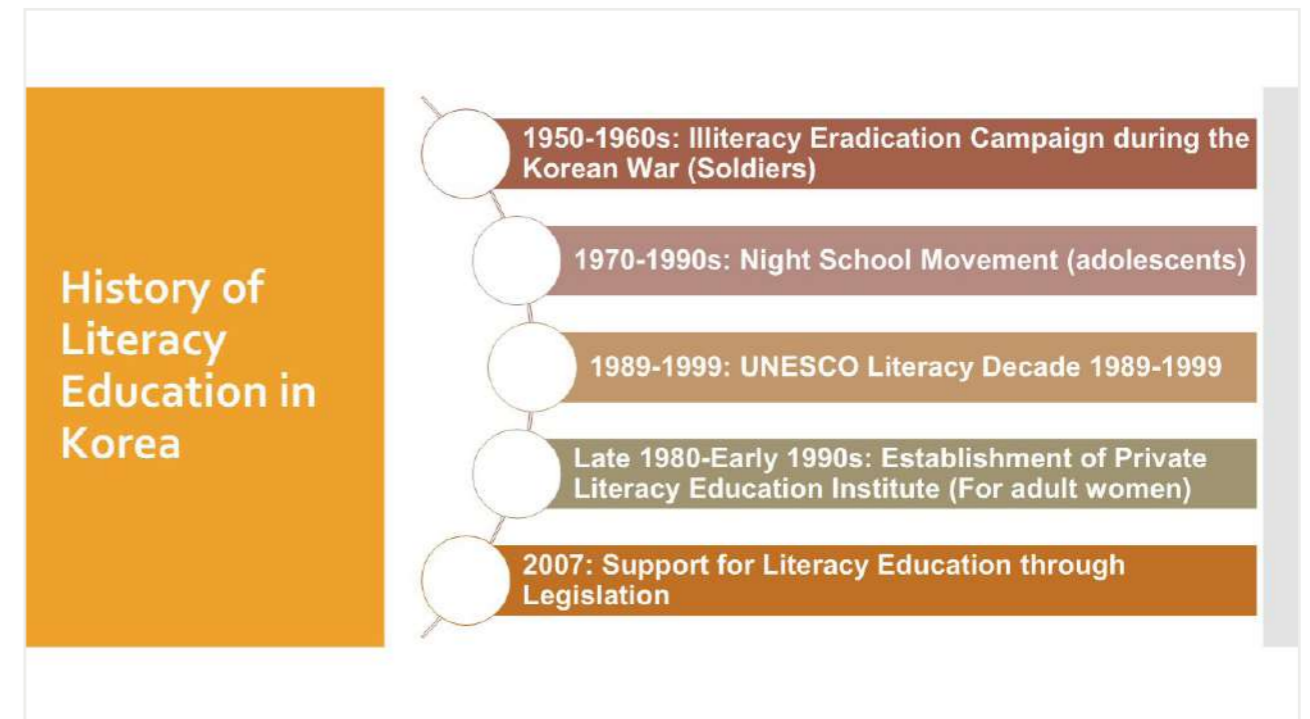 History of
Literacy
Education in
Korea
1950-1960s: Illiteracy Eradication Campaign during the
Korean War (Soldiers)
1970-1990s: Night School Movement (adolescents)
1989-1999: UNESCO Literacy Decade 1989-1999
Late 1980-Early 1990s: Establishment of Private
Literacy Education Institute (For adult women)
2007: Support for Literacy Education through
Legislation